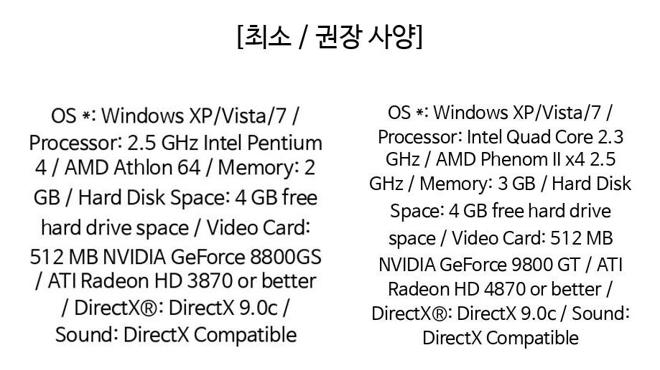 [최소 / 권장 사양]
OS *: Windows XP/Vista/7 /
Processor: 2.5 GHz Intel Pentium
4 / AMD Athlon 64 / Memory: 2
GB / Hard Disk Space: 4 GB free
hard drive space / Video Card:
512 MB NVIDIA GeForce 8800GS
/ ATI Radeon HD 3870 or better
/ DirectX®: DirectX 9.0c /
Sound: DirectX Compatible
OS *: Windows XP/Vista/7 /
Processor: Intel Quad Core 2.3
GHz / AMD Phenom II x4 2.5
GHz / Memory: 3 GB / Hard Disk
Space: 4 GB free hard drive
space / Video Card: 512 MB
NVIDIA GeForce 9800 GT / ATI
Radeon HD 4870 or better /
DirectX®: DirectX 9.0c / Sound:
DirectX Compatible